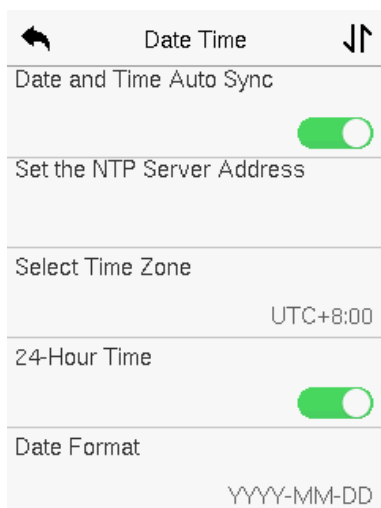 Date Time
Date and Time Auto Sync
Set the NTP Server Address
Select Time Zone
UTC+8:00
24-Hour Time
Date Format
YYYY-MM-DD